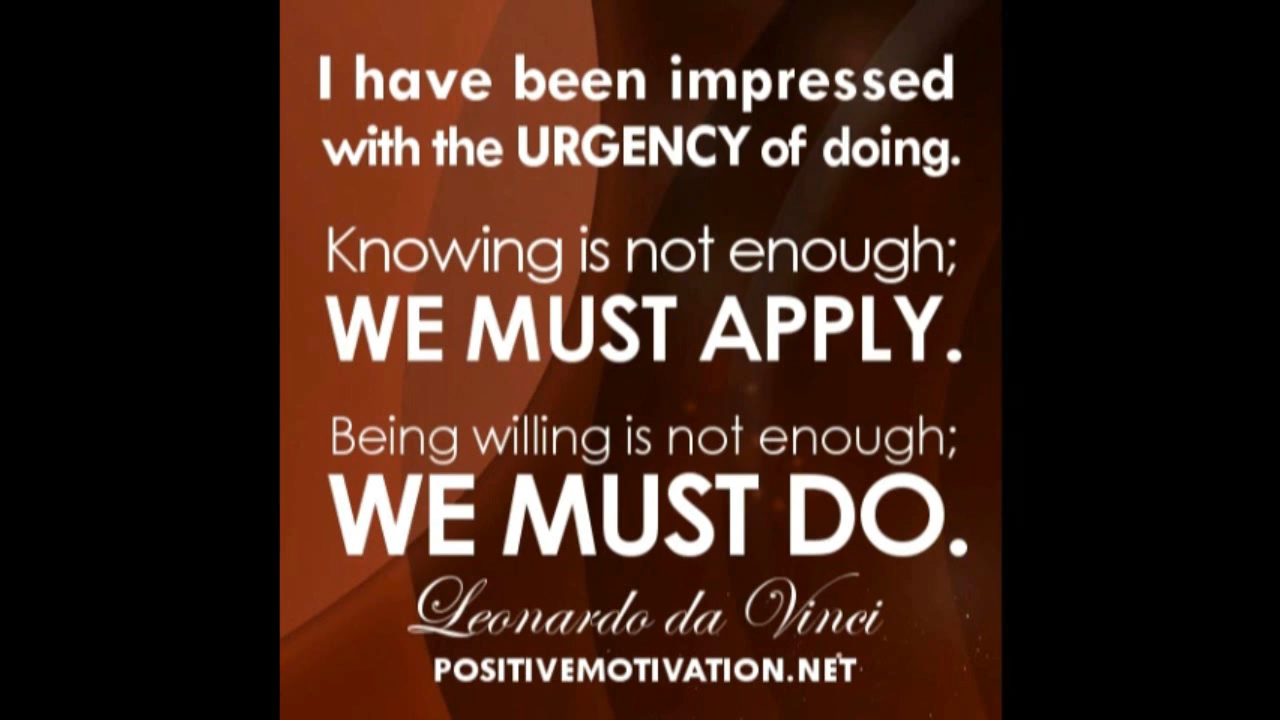 I have been impressed
with the URGENCY of doing.
Knowing is not enough;
WE MUST APPLY.
Being willing is not enough;
WE MUST DO.
Leonardo da Vinci
POSITIVEMOTIVATION.NET